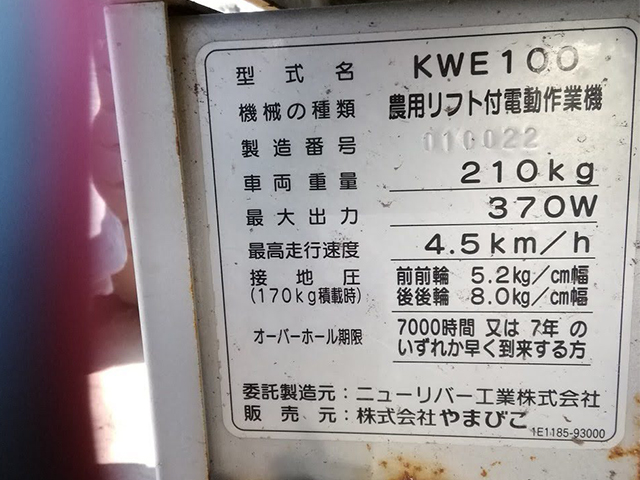 型式名 KWE100
機械の種類 農用リフト付電動作業機
製造番号 010022
車両重量 210kg
最大出力 370W
最高走行速度 4.5km/h
接地圧 前前輪 5.2kg/cm幅
(170kg積載時) 後後輪 8.0kg/cm幅
オーバーホール期限 7000時間 又は 7年 の
いずれか早く到来する方
委託製造元:ニューリバー工業株式会社
販売元:株式会社やまびこ
1E1185-93000